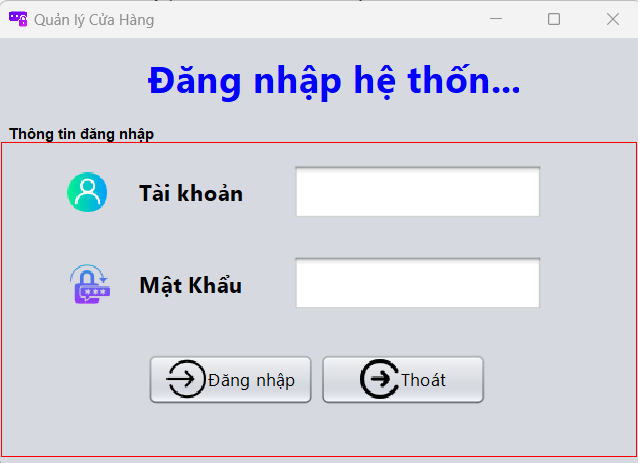 Quản lý Cửa Hàng
Đăng nhập hệ thốn...
Thông tin đăng nhập
Tài khoản
Mật Khẩu
Đăng nhập
Thoát